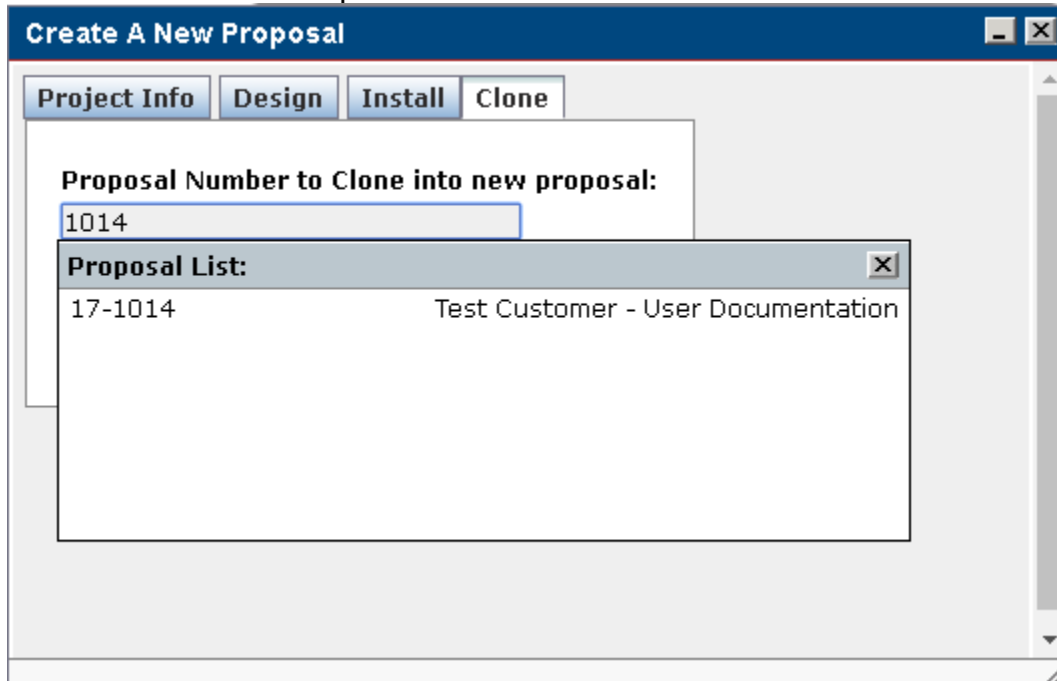 Create A New Proposal
Project Info Design Install Clone
Proposal Number to Clone into new proposal:
1014
Proposal List:
17-1014 Test Customer - User Documentation